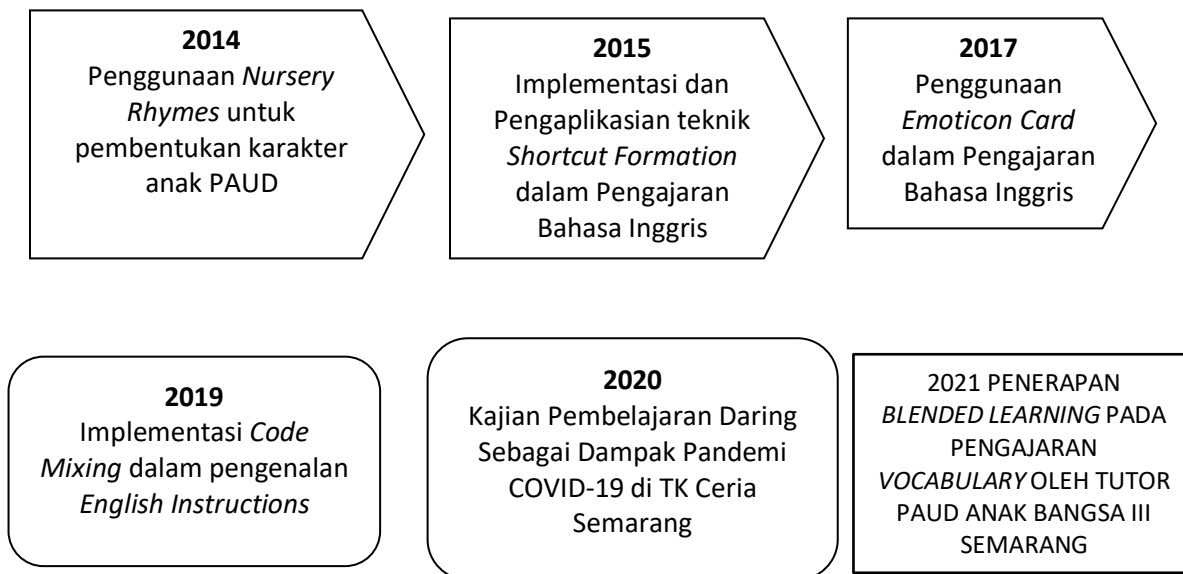 2014
Penggunaan Nursery
Rhymes untuk
pembentukan karakter
anak PAUD
2015
Implementasi dan
Pengaplikasian teknik
Shortcut Formation
dalam Pengajaran
Bahasa Inggris
2017
Penggunaan
Emoticon Card
dalam Pengajaran
Bahasa Inggris
2019
Implementasi Code
Mixing dalam pengenalan
English Instructions
2020
Kajian Pembelajaran Daring
Sebagai Dampak Pandemi
COVID-19 di TK Ceria
Semarang
2021 PENERAPAN
BLENDED LEARNING PADA
PENGAJARAN
VOCABULARY OLEH TUTOR
PAUD ANAK BANGSA III
SEMARANG